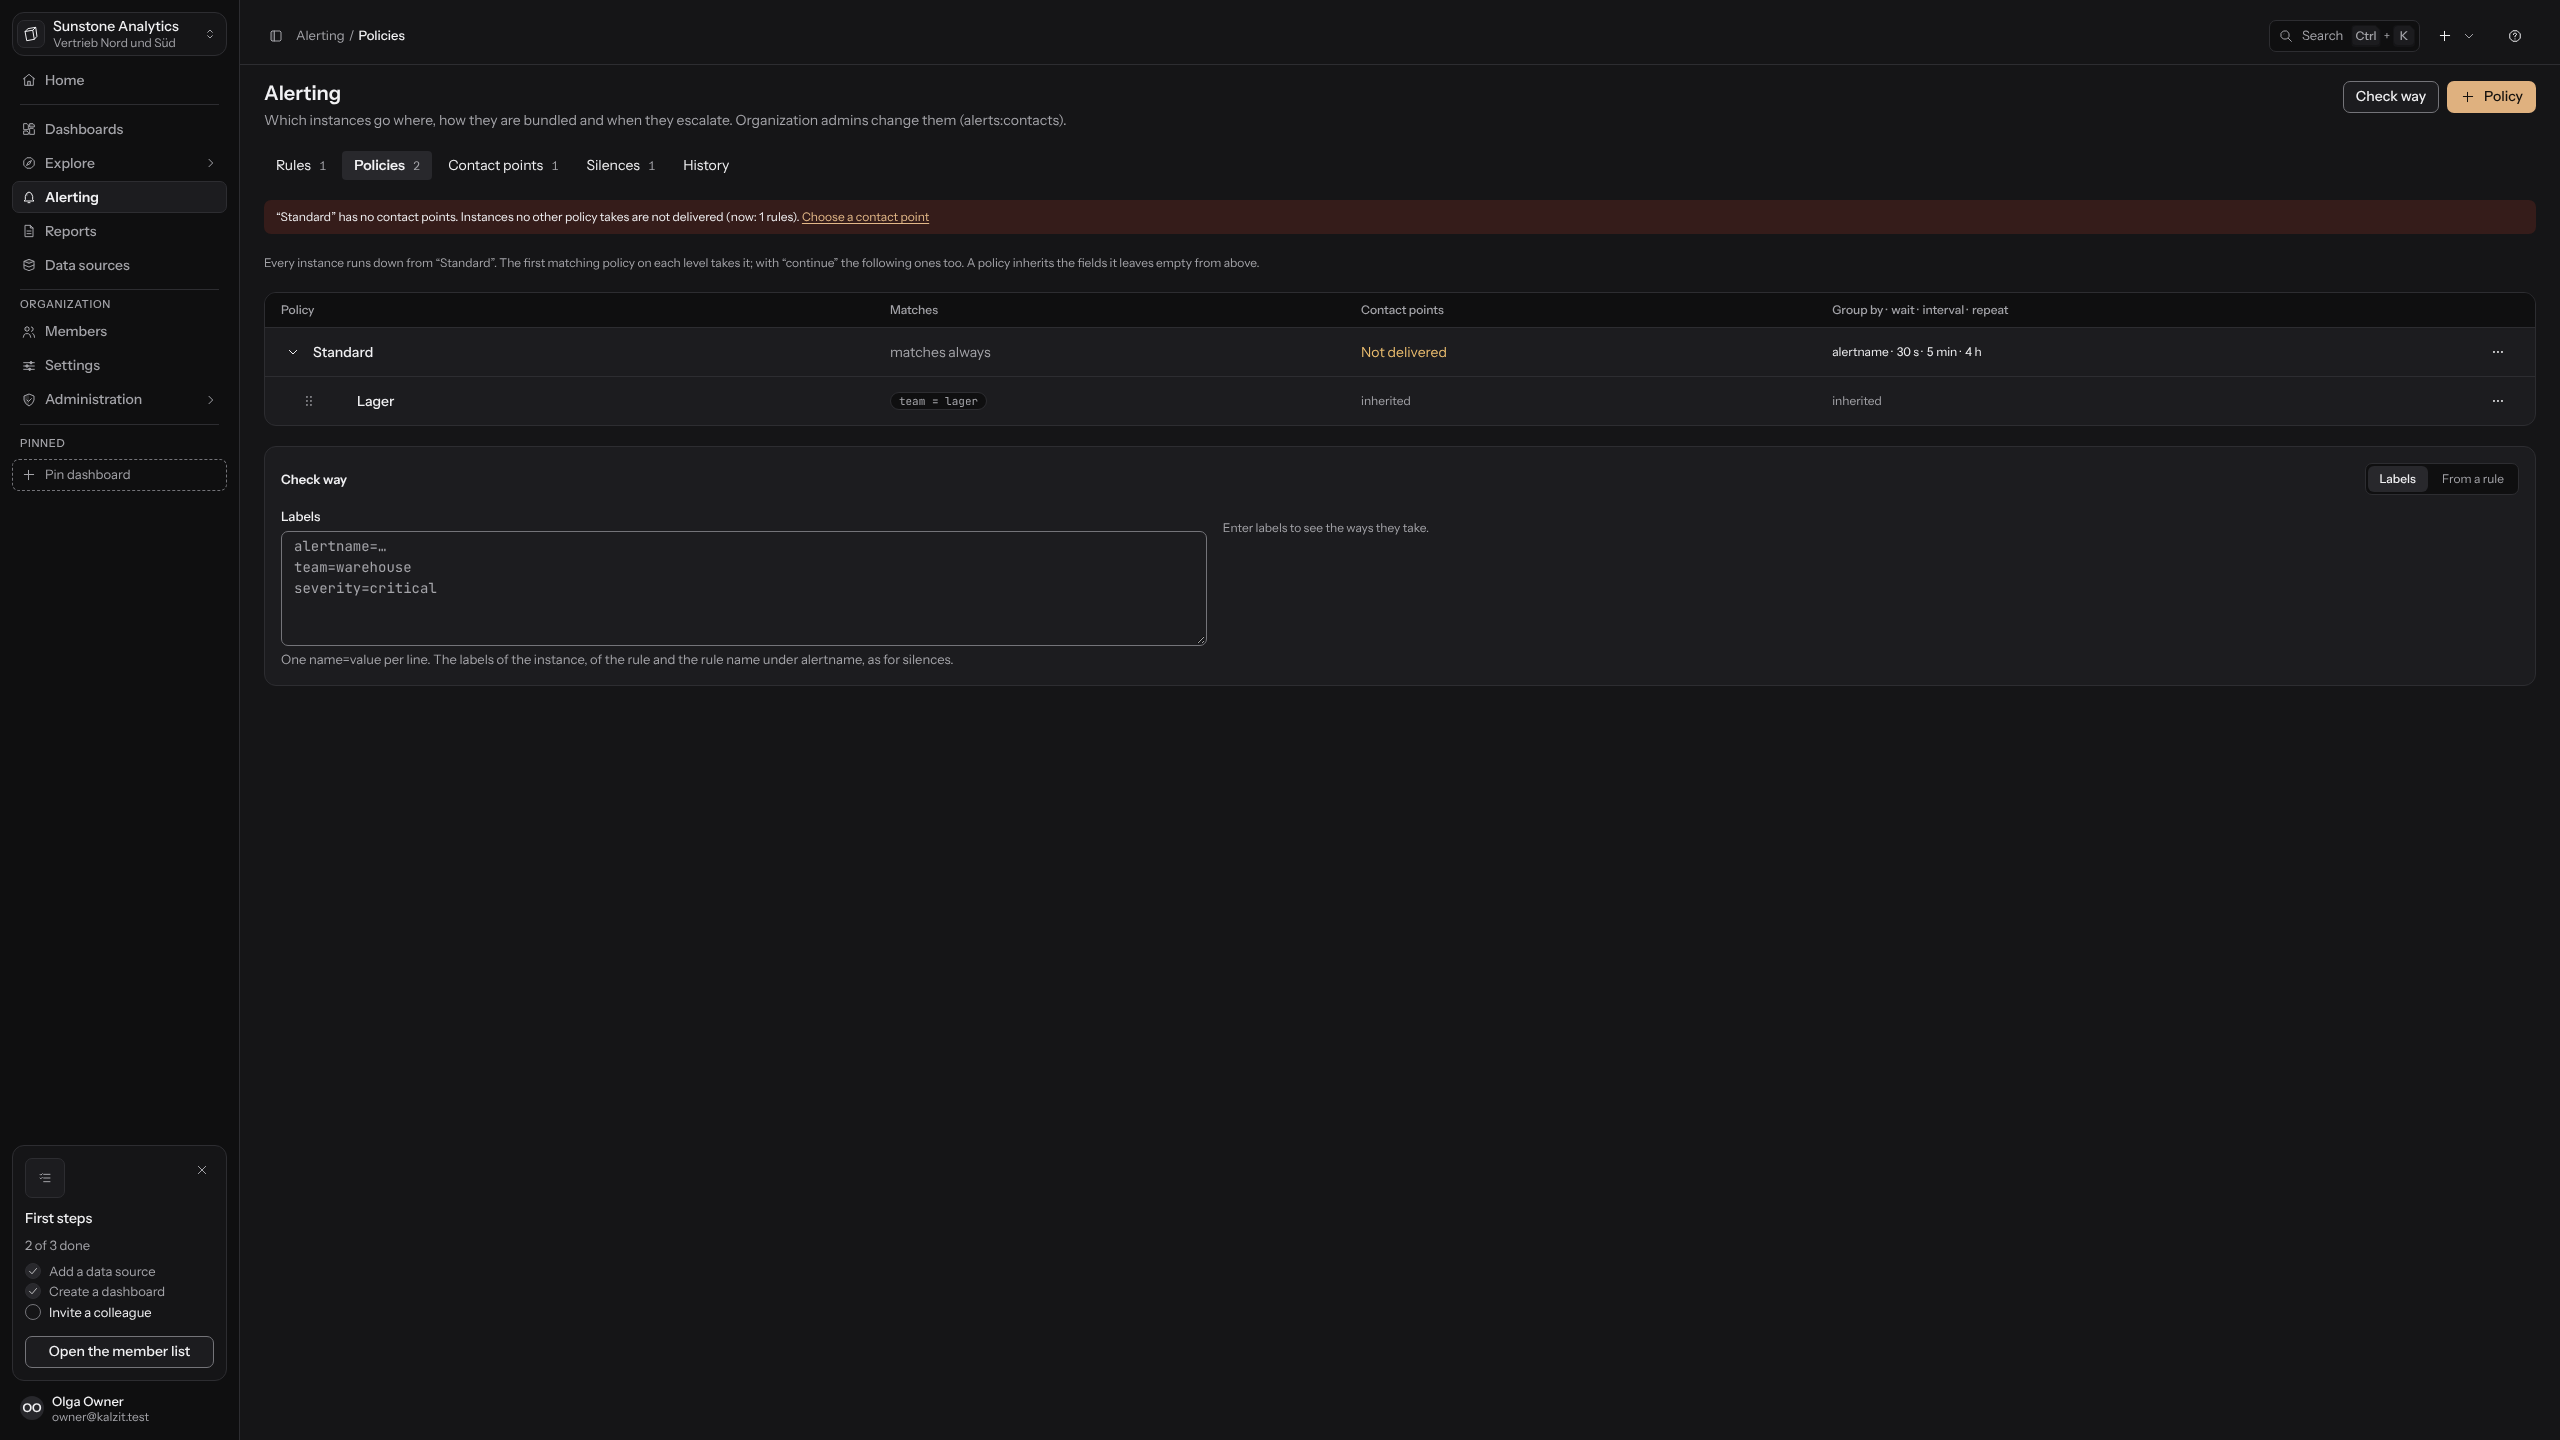 Sunstone Analytics
Vertrieb Nord und Süd
Home
Dashboards
Explore
Alerting
Reports
Data sources
ORGANIZATION
Members
Settings
Administration
PINNED
Pin dashboard
First steps
2 of 3 done
Add a data source
Create a dashboard
Invite a colleague
Open the member list
OO
Olga Owner
owner@kalzit.test
Alerting / Policies
Search Ctrl + K
Alerting
Which instances go where, how they are bundled and when they escalate. Organization admins change them (alerts:contacts).
Check way
Policy
Rules 1
Policies 2
Contact points 1
Silences 1
History
“Standard” has no contact points. Instances no other policy takes are not delivered (now: 1 rules). Choose a contact point
Every instance runs down from “Standard”. The first matching policy on each level takes it; with “continue” the following ones too. A policy inherits the fields it leaves empty from above.
Policy Matches Contact points Group by · wait · interval · repeat
Standard matches always Not delivered alertname · 30 s · 5 min · 4 h
Lager team = lager inherited inherited
Check way
Labels From a rule
Labels
alertname=…
team=warehouse
severity=critical
Enter labels to see the ways they take.
One name=value per line. The labels of the instance, of the rule and the rule name under alertname, as for silences.